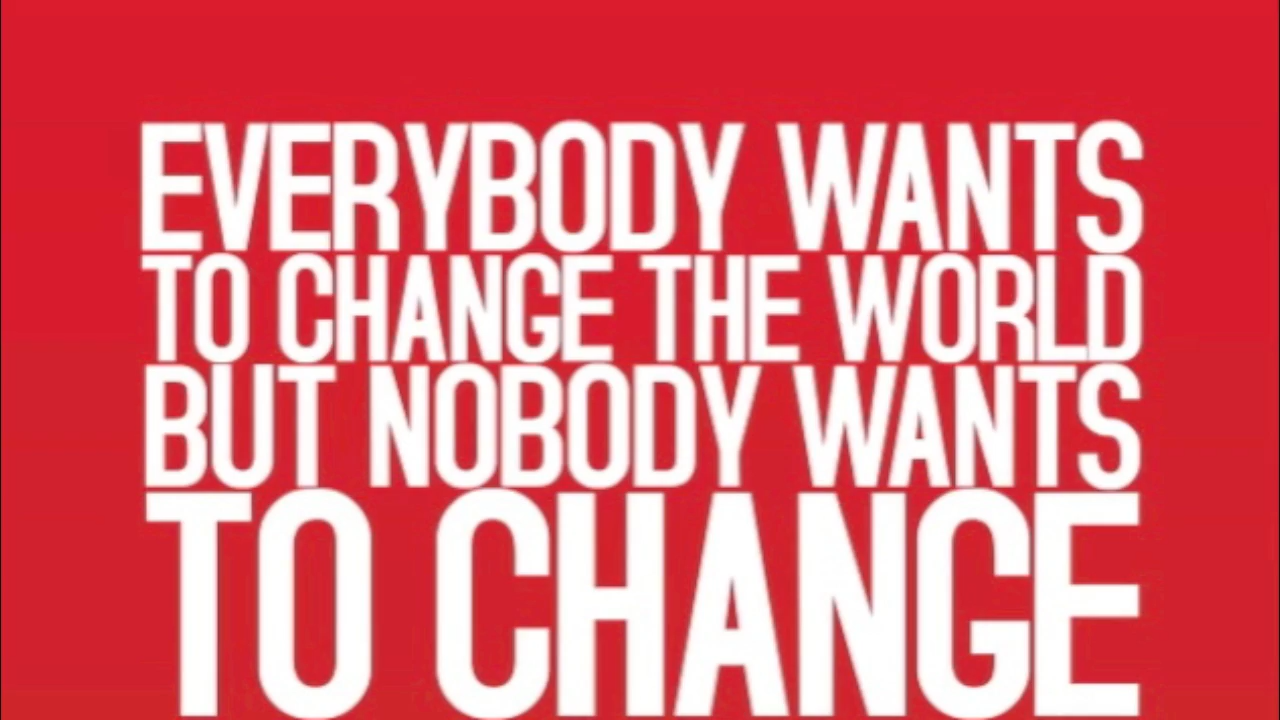 EVERYBODY WANTS
TO CHANGE THE WORLD
BUT NOBODY WANTS
TO CHANGE